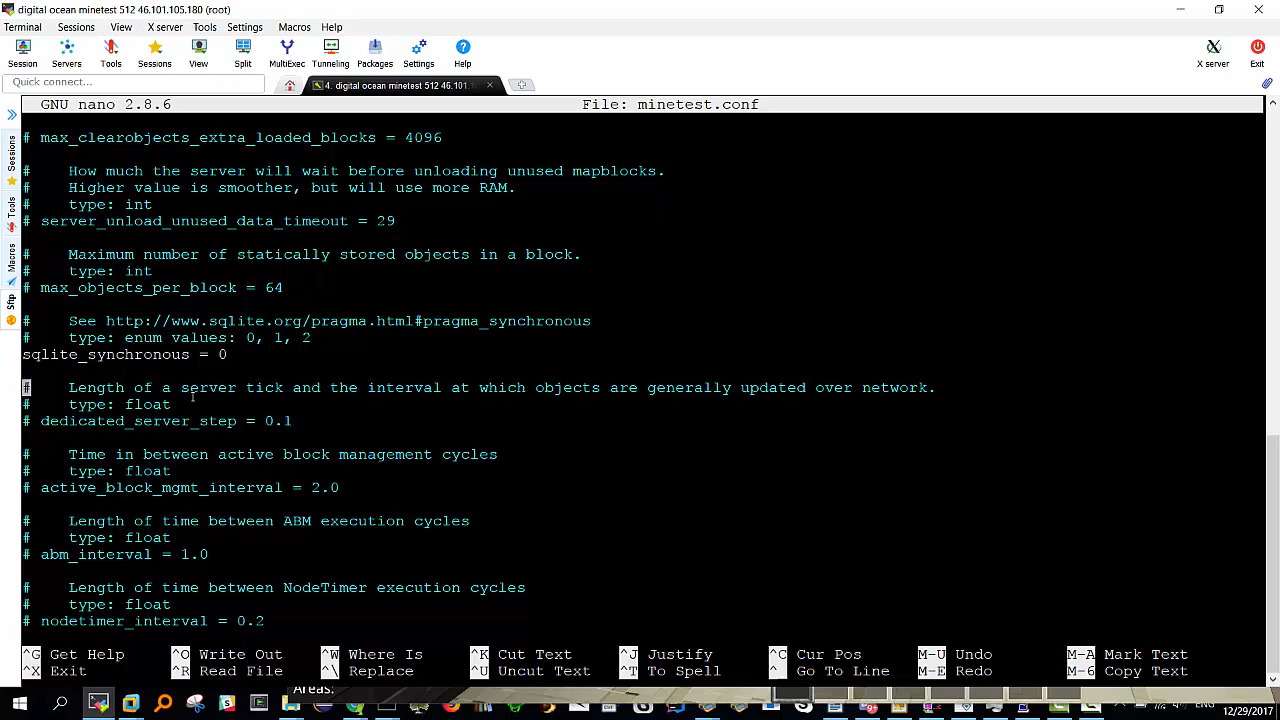 digital ocean minetest 512 46.101.105.180 (root)
Terminal Sessions View X server Tools Settings Macros Help
Session Servers Tools Sessions View Split MultiExec Tunneling Packages Settings Help X server Exit
Quick connect...
4. digital ocean minetest 512 46.101.
GNU nano 2.8.6 File: minetest.conf
Sessions
Tools
Macros
Sftp
# max_clearobjects_extra_loaded_blocks = 4096
# How much the server will wait before unloading unused mapblocks.
# Higher value is smoother, but will use more RAM.
# type: int
# server_unload_unused_data_timeout = 29
# Maximum number of statically stored objects in a block.
# type: int
# max_objects_per_block = 64
# See http://www.sqlite.org/pragma.html#pragma_synchronous
# type: enum values: 0, 1, 2
sqlite_synchronous = 0
# Length of a server tick and the interval at which objects are generally updated over network.
# type: float
# dedicated_server_step = 0.1
# Time in between active block management cycles
# type: float
# active_block_mgmt_interval = 2.0
# Length of time between ABM execution cycles
# type: float
# abm_interval = 1.0
# Length of time between NodeTimer execution cycles
# type: float
# nodetimer_interval = 0.2
^G Get Help ^O Write Out ^W Where Is ^K Cut Text ^J Justify ^C Cur Pos M-U Undo M-A Mark Text
^X Exit ^R Read File ^\ Replace ^U Uncut Text ^T To Spell ^_ Go To Line M-E Redo M-6 Copy Text
Areas:
12/29/2017